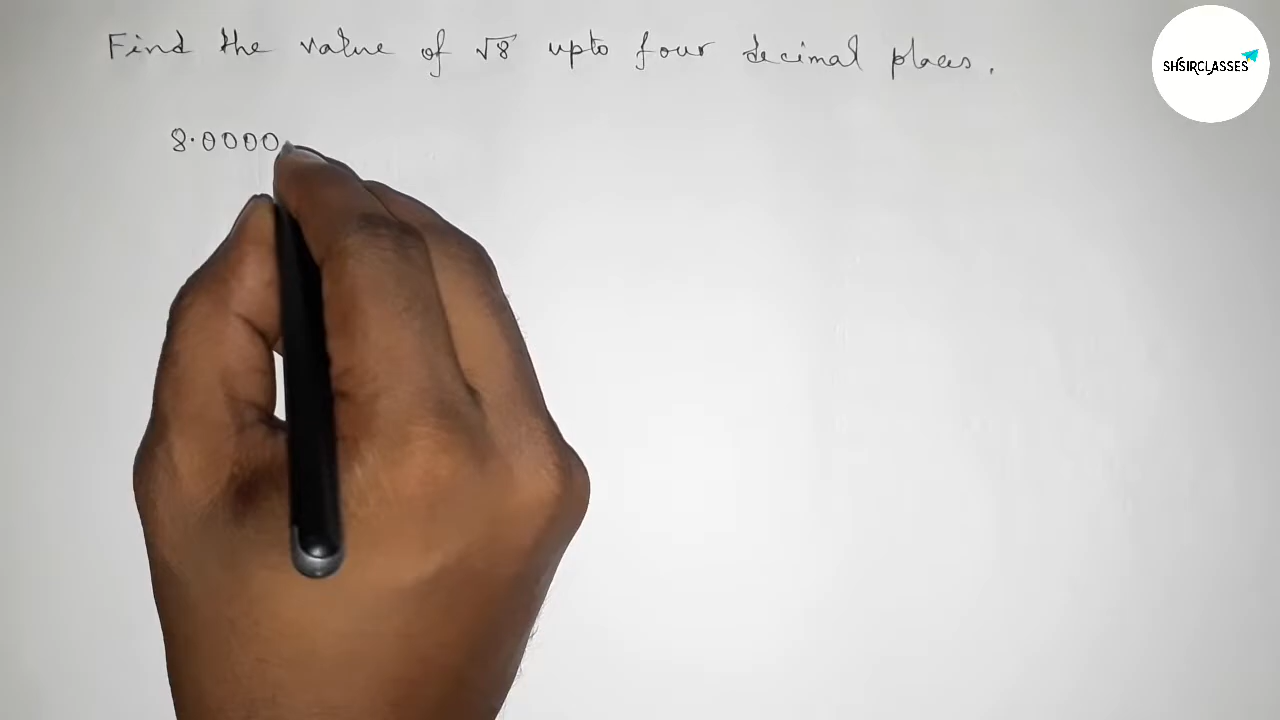 Find the value of √8 upto four decimal places.
SHSIRCLASSES
8.0000